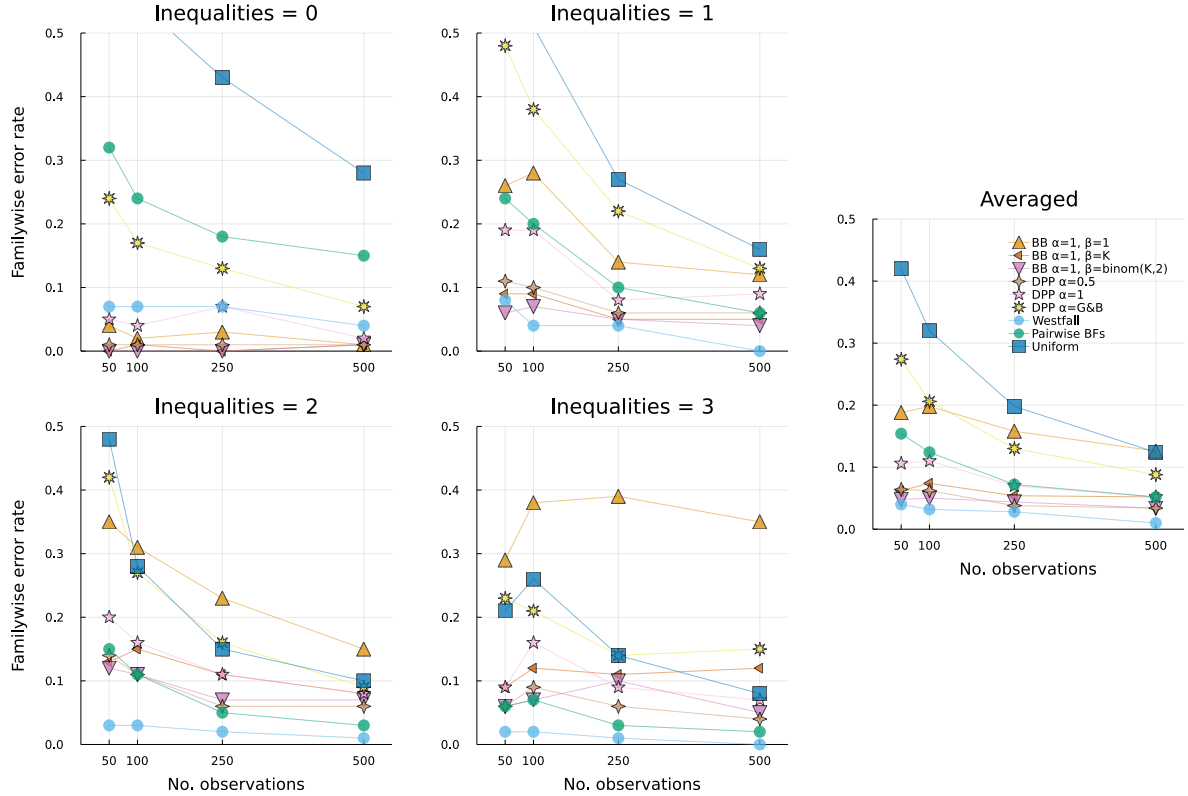 Inequalities = 0
Familywise error rate
0.5
0.4
0.3
0.2
0.1
0.0
50 100 250 500
Inequalities = 1
0.5
0.4
0.3
0.2
0.1
0.0
50 100 250 500
Inequalities = 2
Familywise error rate
0.5
0.4
0.3
0.2
0.1
0.0
50 100 250 500
No. observations
Inequalities = 3
0.5
0.4
0.3
0.2
0.1
0.0
50 100 250 500
No. observations
Averaged
0.5
0.4
0.3
0.2
0.1
0.0
BB α=1, β=1
BB α=1, β=K
BB α=1, β=binom(K,2)
DPP α=0.5
DPP α=1
DPP α=G&B
Westfall
Pairwise BFs
Uniform
50 100 250 500
No. observations